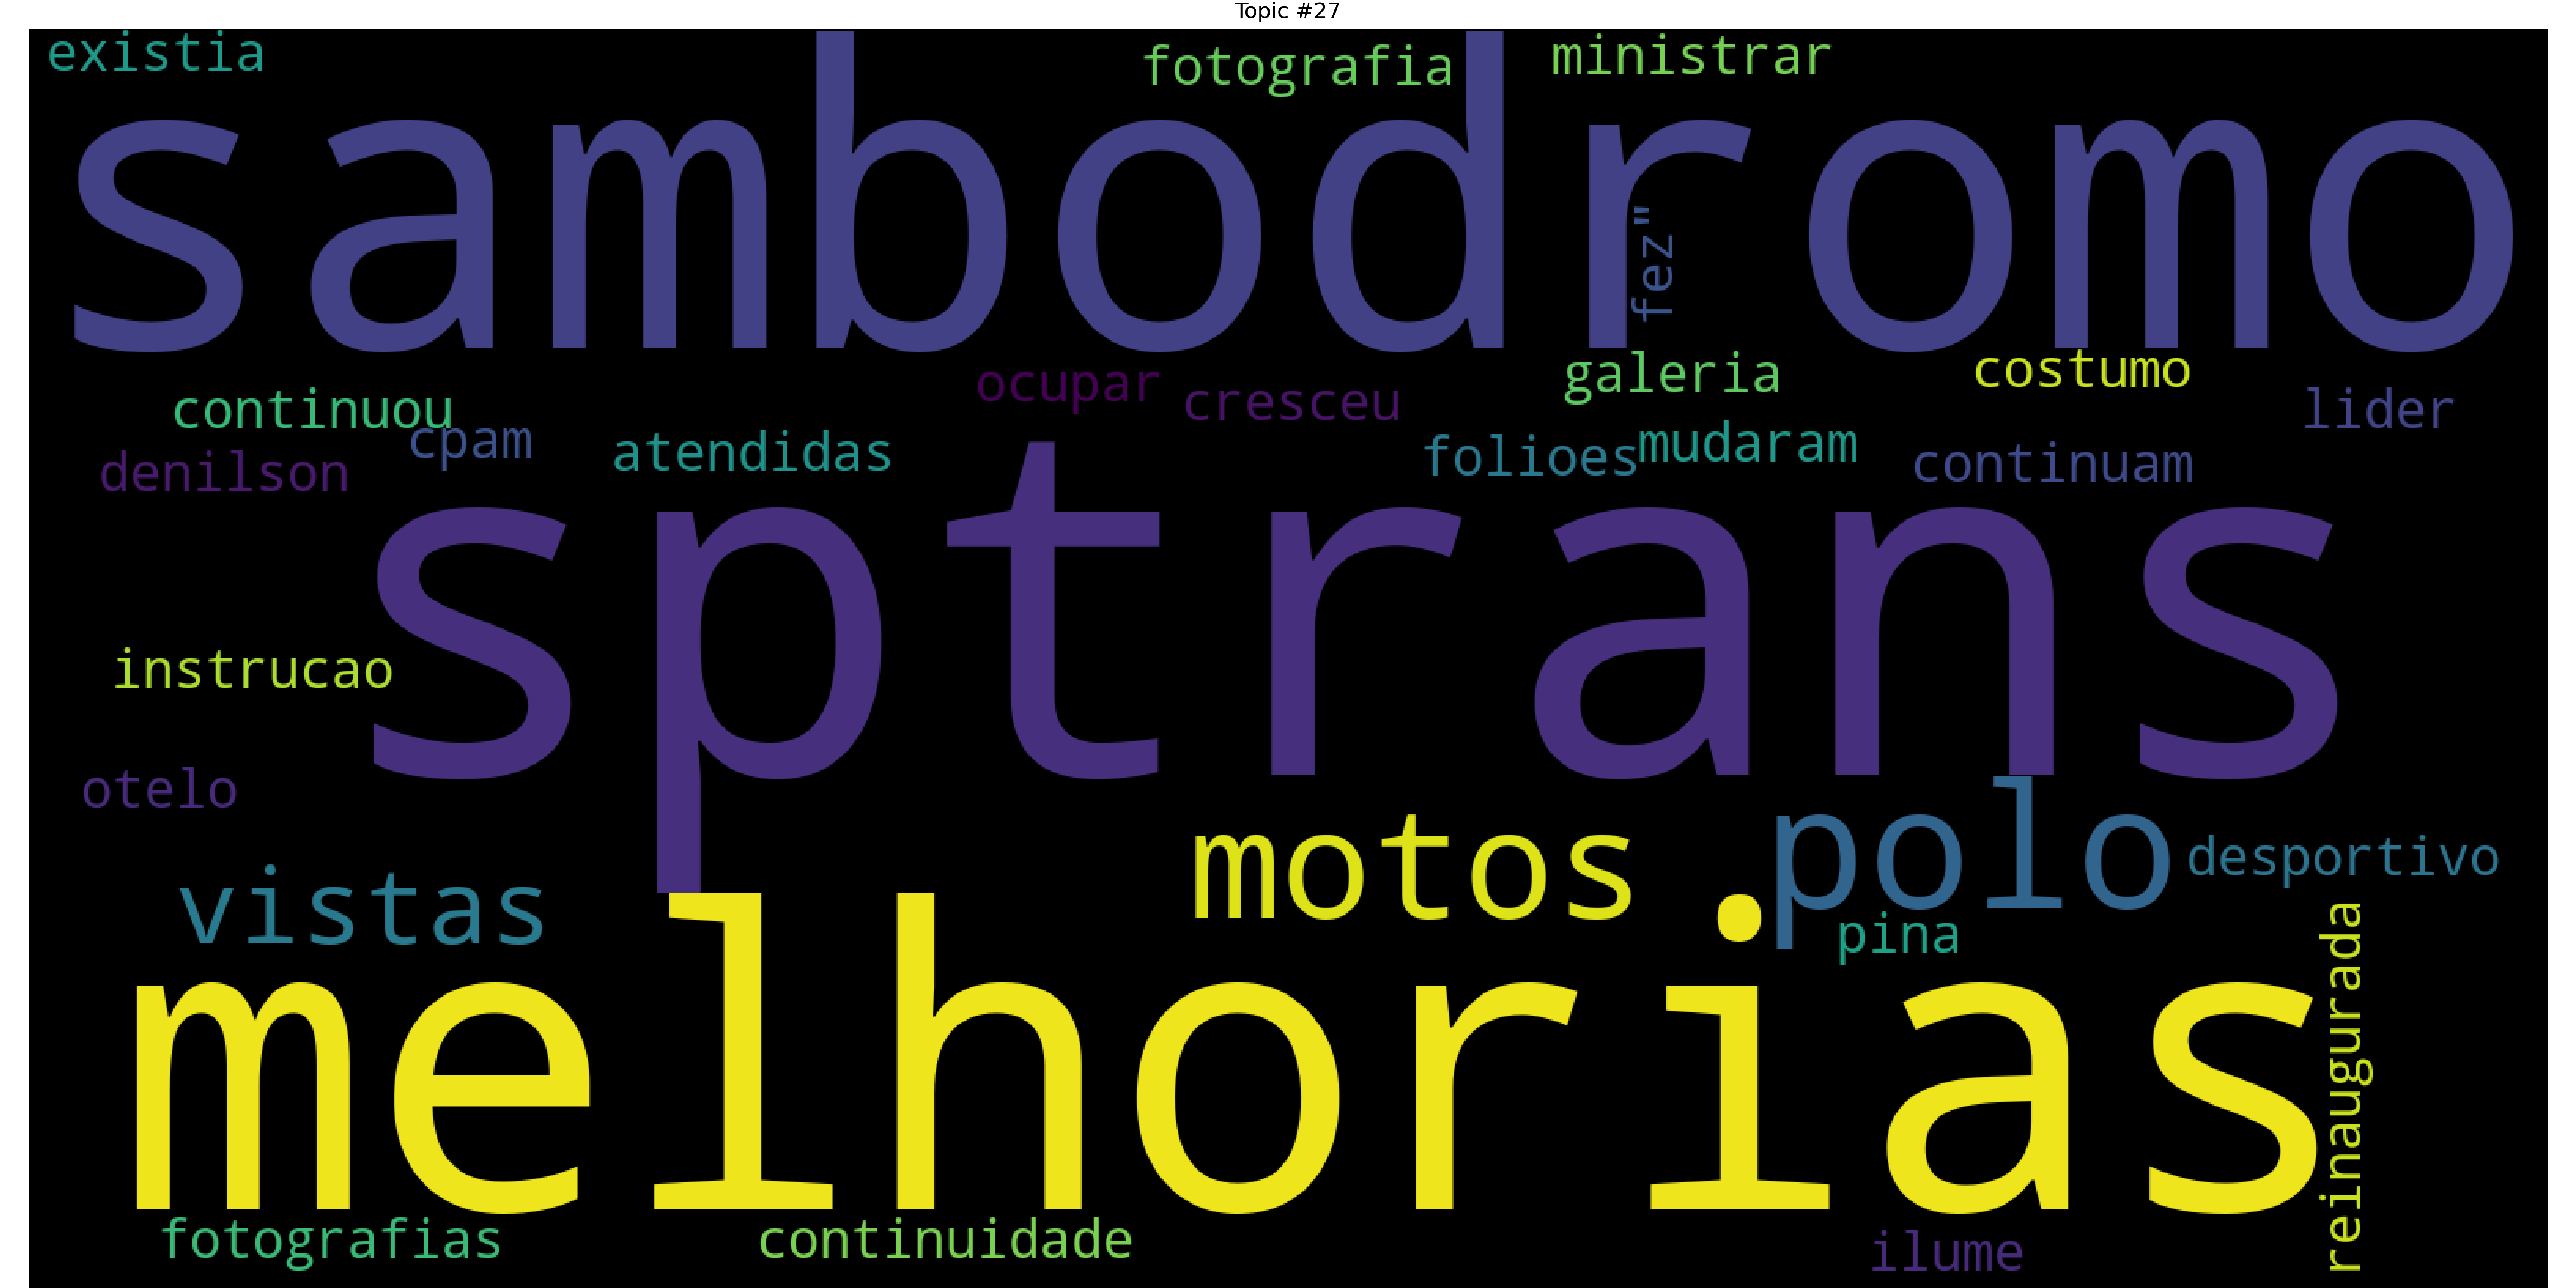 Topic #27
existia
fotografia
ministrar
sambodromo
fez"
ocupar
cresceu
galeria
costumo
lider
continuou
cpam
denilson
atendidas
folioes
mudaram
continuam
sptrans
instrucao
otelo
motos
polo
desportivo
vistas
pina
melhorias
reinaugurada
fotografias
continuidade
ilume